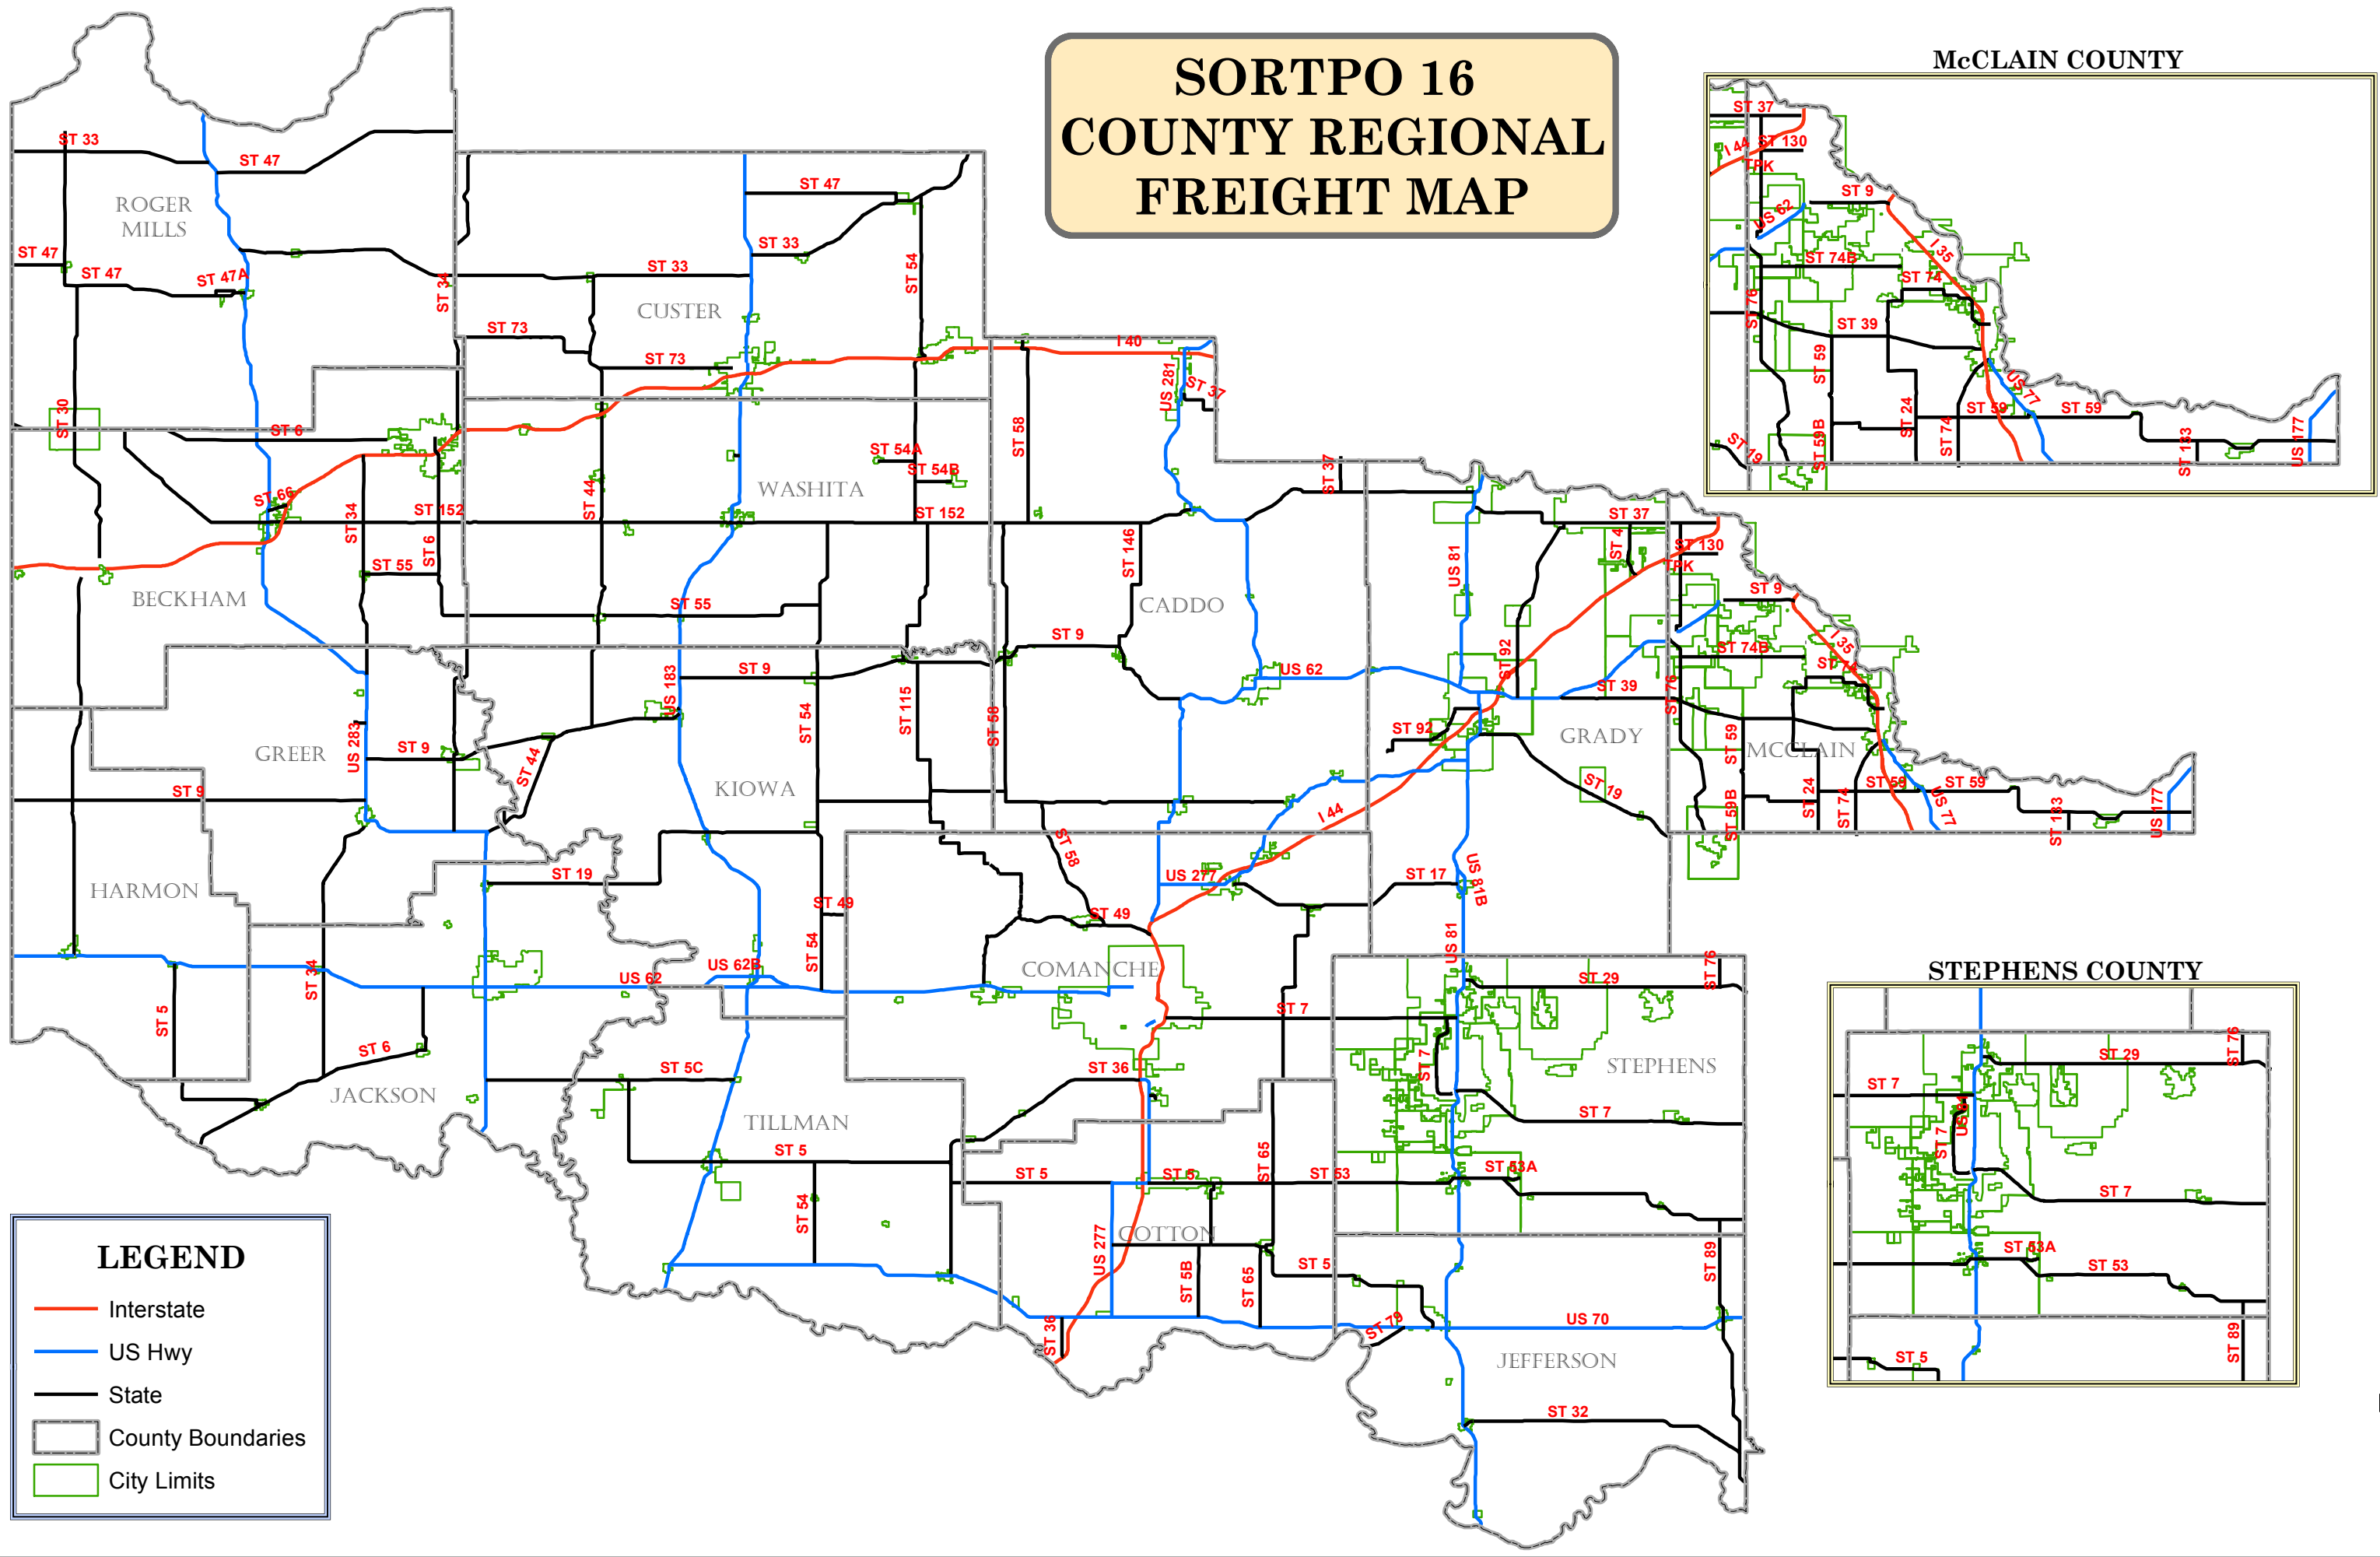 SORTPO 16
COUNTY REGIONAL
FREIGHT MAP
McCLAIN COUNTY
ST 37
I 44
ST 130
TPK
ST 9
US 62
I 35
ST 74B
ST 74
ST 76
ST 39
ST 59
US 77
ST 24
ST 59
ST 59
ST 74
ST 59B
ST 19
ST 133
US 177
ST 33
ST 47
ROGER
MILLS
ST 47
ST 47
ST 47A
ST 34
ST 47
ST 33
ST 54
ST 33
CUSTER
ST 73
ST 73
I 40
US 281
ST 37
ST 30
ST 6
ST 58
ST 54A
ST 54B
WASHITA
ST 66
ST 44
ST 34
ST 152
ST 152
ST 6
ST 55
ST 55
BECKHAM
ST 37
ST 146
CADDO
US 81
ST 37
ST 4
ST 130
TPK
ST 9
I 35
ST 74B
ST 74
ST 9
ST 9
US 62
ST 92
ST 39
ST 76
US 183
ST 54
ST 115
ST 58
ST 92
GRADY
ST 59
MCCLAIN
US 283
ST 9
GREER
ST 44
KIOWA
ST 9
I 44
ST 19
ST 59
ST 59
ST 24
ST 74
ST 59B
US 77
ST 133
US 177
HARMON
ST 19
ST 58
US 277
ST 17
US 81B
ST 49
ST 49
US 81
ST 54
US 62B
US 62
COMANCHE
ST 34
ST 29
ST 76
ST 5
ST 7
ST 7
STEPHENS
ST 6
JACKSON
ST 5C
ST 36
TILLMAN
ST 7
ST 5
ST 65
ST 5
ST 5
ST 53
ST 53A
ST 54
COTTON
US 277
ST 5B
ST 65
ST 5
ST 89
ST 36
ST 79
US 70
JEFFERSON
ST 32
STEPHENS COUNTY
ST 76
ST 29
ST 7
ST 7
ST 7
ST 53A
ST 53
ST 89
ST 5
LEGEND
Interstate
US Hwy
State
County Boundaries
City Limits